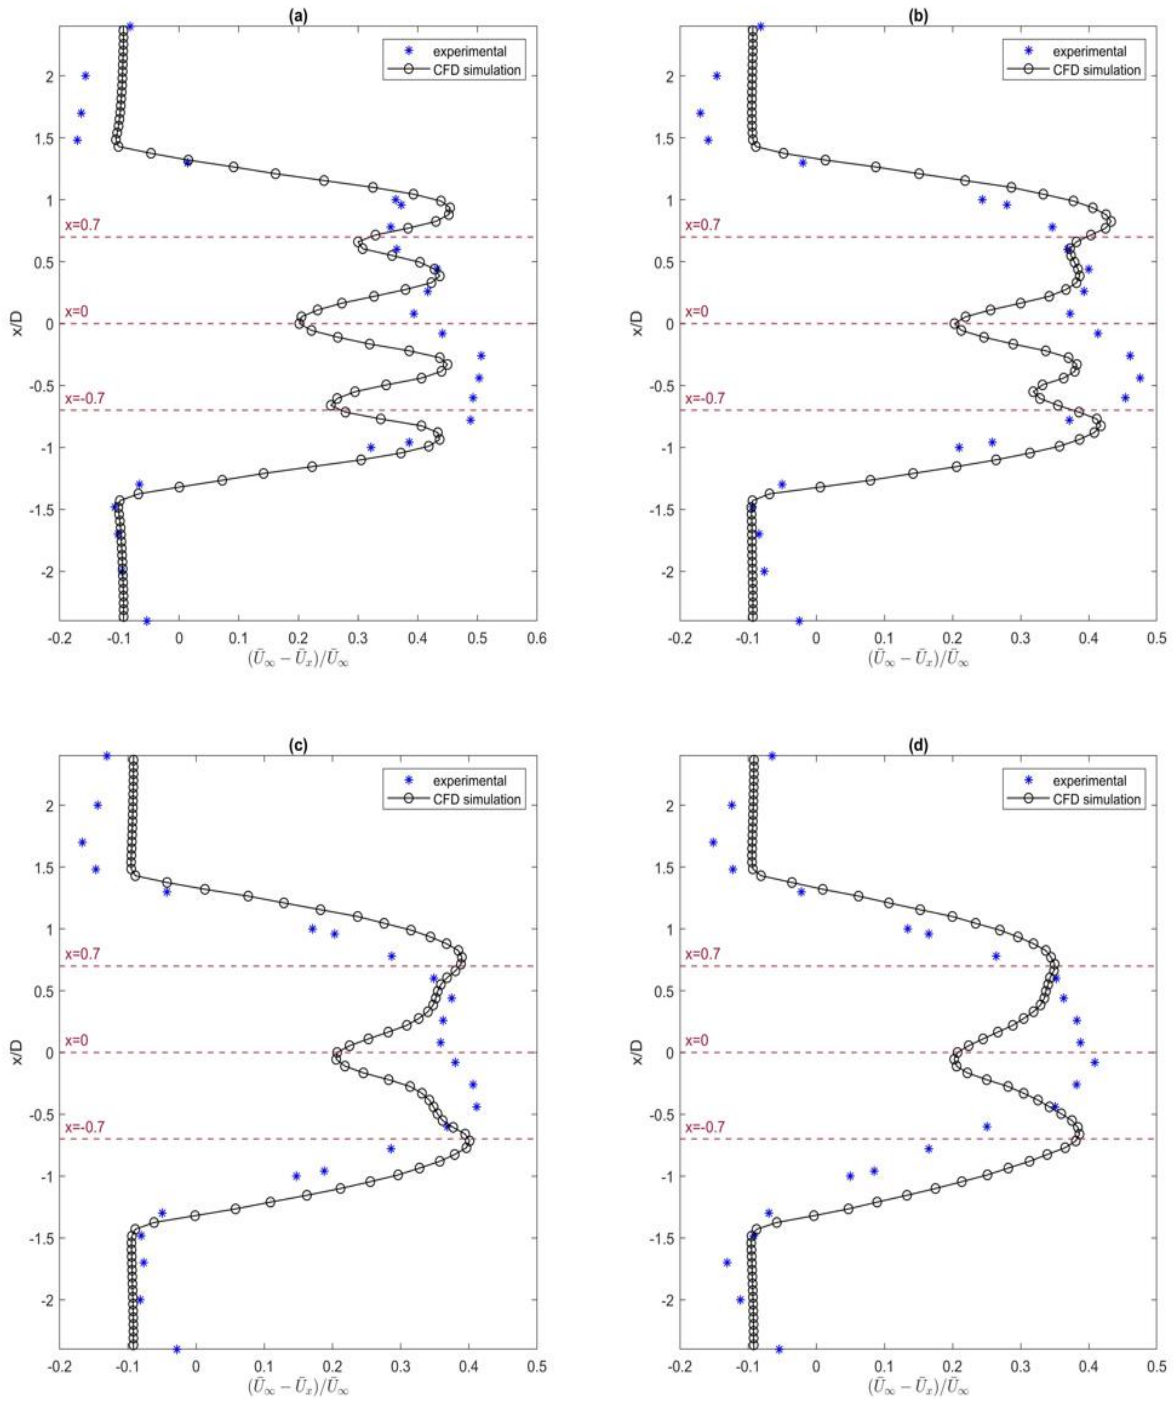 (a)
experimental
CFD simulation
2
1.5
1
0.5
0
-0.5
-1
-1.5
-2
x/D
x=0.7
x=0
x=-0.7
-0.2 -0.1 0 0.1 0.2 0.3 0.4 0.5 0.6
(Ū∞ − Ūx)/Ū∞
(b)
experimental
CFD simulation
2
1.5
1
0.5
0
-0.5
-1
-1.5
-2
x/D
x=0.7
x=0
x=-0.7
-0.2 -0.1 0 0.1 0.2 0.3 0.4 0.5
(Ū∞ − Ūx)/Ū∞
(c)
experimental
CFD simulation
2
1.5
1
0.5
0
-0.5
-1
-1.5
-2
x/D
x=0.7
x=0
x=-0.7
-0.2 -0.1 0 0.1 0.2 0.3 0.4 0.5
(Ū∞ − Ūx)/Ū∞
(d)
experimental
CFD simulation
2
1.5
1
0.5
0
-0.5
-1
-1.5
-2
x/D
x=0.7
x=0
x=-0.7
-0.2 -0.1 0 0.1 0.2 0.3 0.4 0.5
(Ū∞ − Ūx)/Ū∞